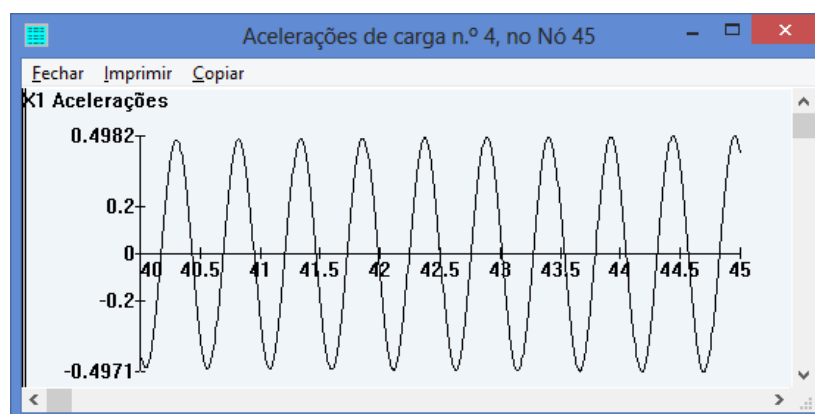 Acelerações de carga n.º 4, no Nó 45
Fechar Imprimir Copiar
X1 Acelerações
0.4982
0.2
0
40 40.5 41 41.5 42 42.5 43 43.5 44 44.5 45
-0.2
-0.4971